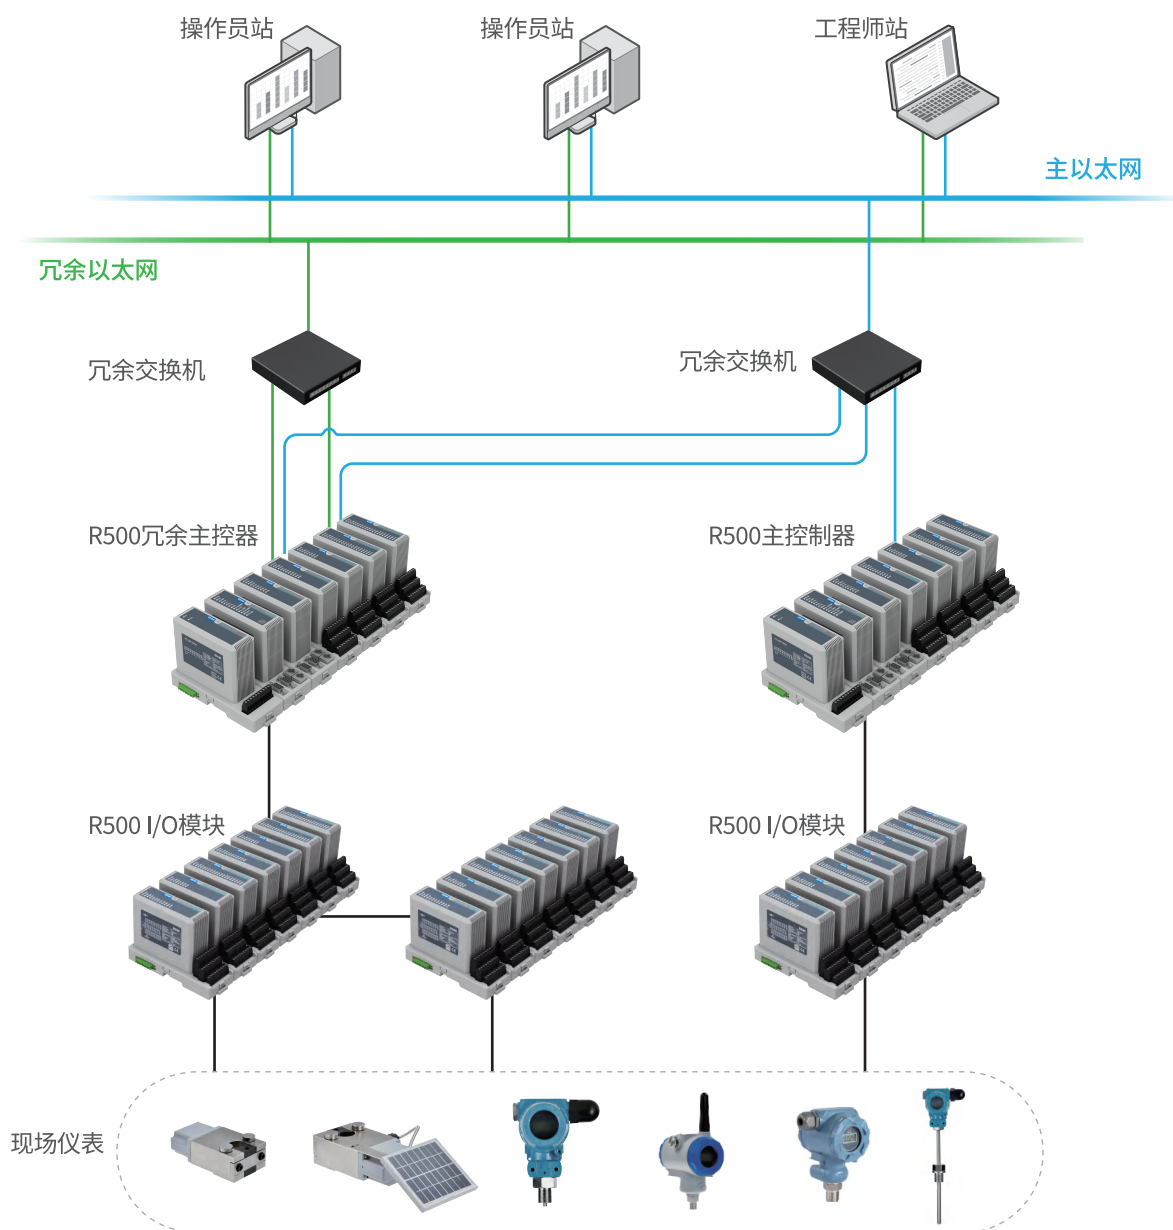 操作员站
操作员站
工程师站
主以太网
冗余以太网
冗余交换机
冗余交换机
R500冗余主控器
R500主控制器
R500 I/O模块
R500 I/O模块
现场仪表